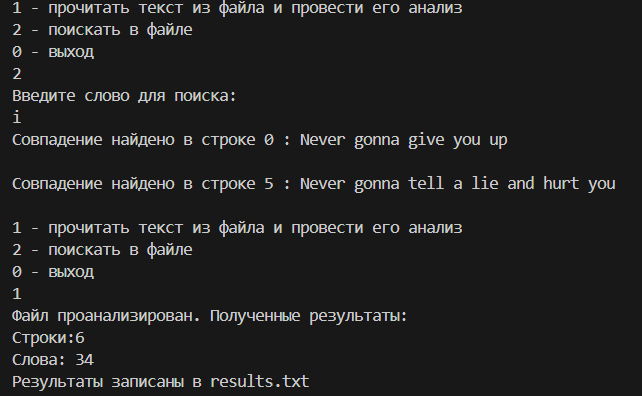 1 - прочитать текст из файла и провести его анализ
2 - поискать в файле
0 - выход
2
Введите слово для поиска:
i
Совпадение найдено в строке 0 : Never gonna give you up
Совпадение найдено в строке 5 : Never gonna tell a lie and hurt you
1 - прочитать текст из файла и провести его анализ
2 - поискать в файле
0 - выход
1
Файл проанализирован. Полученные результаты:
Строки:6
Слова: 34
Результаты записаны в results.txt